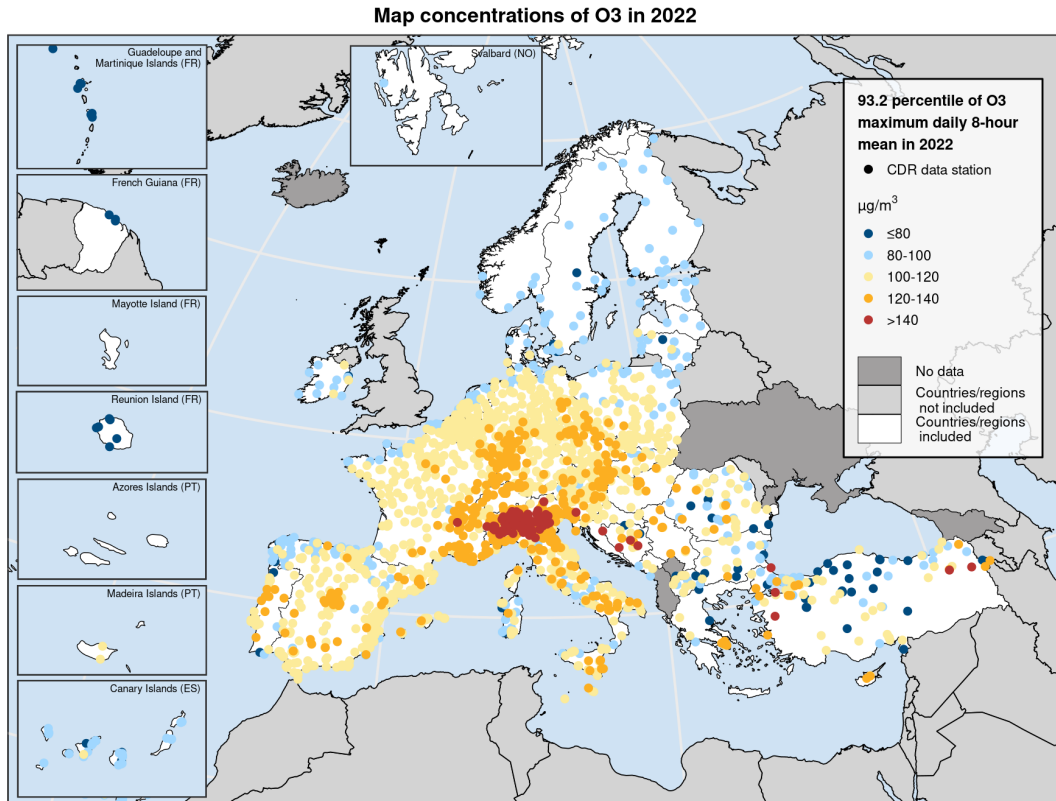 Map concentrations of O3 in 2022
Guadeloupe and
Martinique Islands (FR)
Svalbard (NO)
French Guiana (FR)
Mayotte Island (FR)
Reunion Island (FR)
Azores Islands (PT)
Madeira Islands (PT)
Canary Islands (ES)
93.2 percentile of O3
maximum daily 8-hour
mean in 2022
CDR data station
µg/m³
≤80
80-100
100-120
120-140
>140
No data
Countries/regions
not included
Countries/regions
included